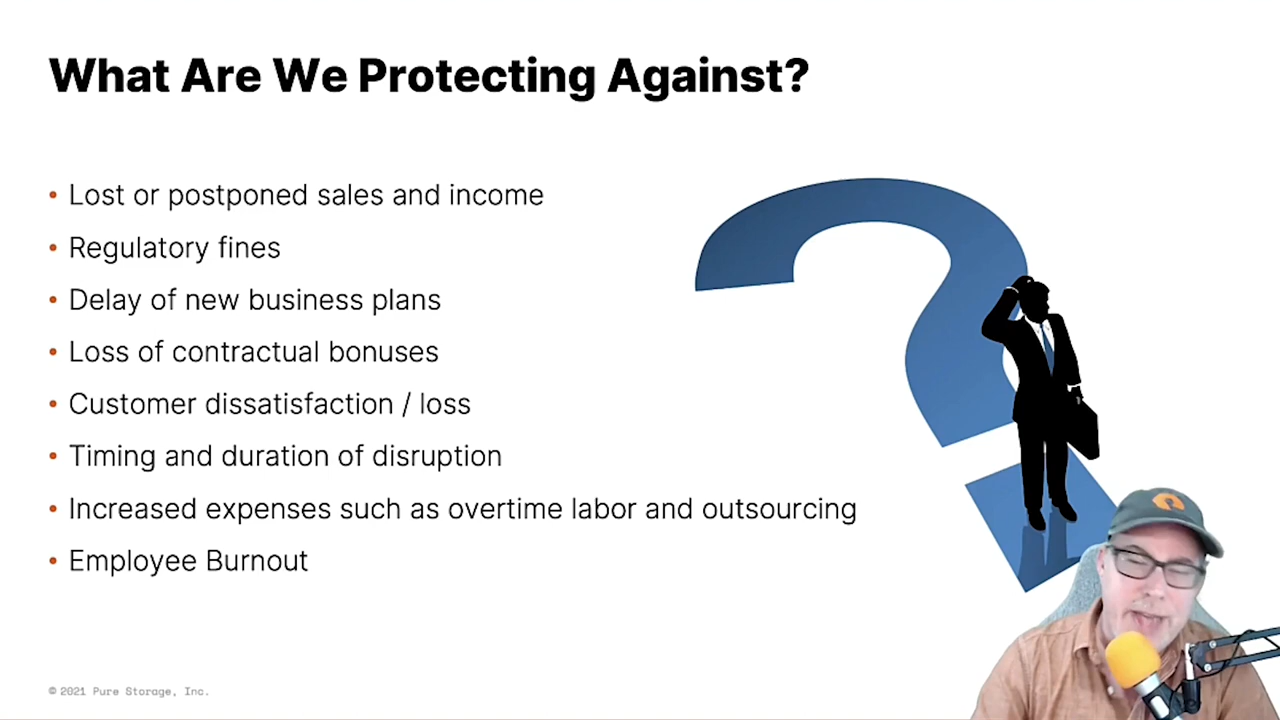 What Are We Protecting Against?
• Lost or postponed sales and income
• Regulatory fines
• Delay of new business plans
• Loss of contractual bonuses
• Customer dissatisfaction / loss
• Timing and duration of disruption
• Increased expenses such as overtime labor and outsourcing
• Employee Burnout
© 2021 Pure Storage, Inc.